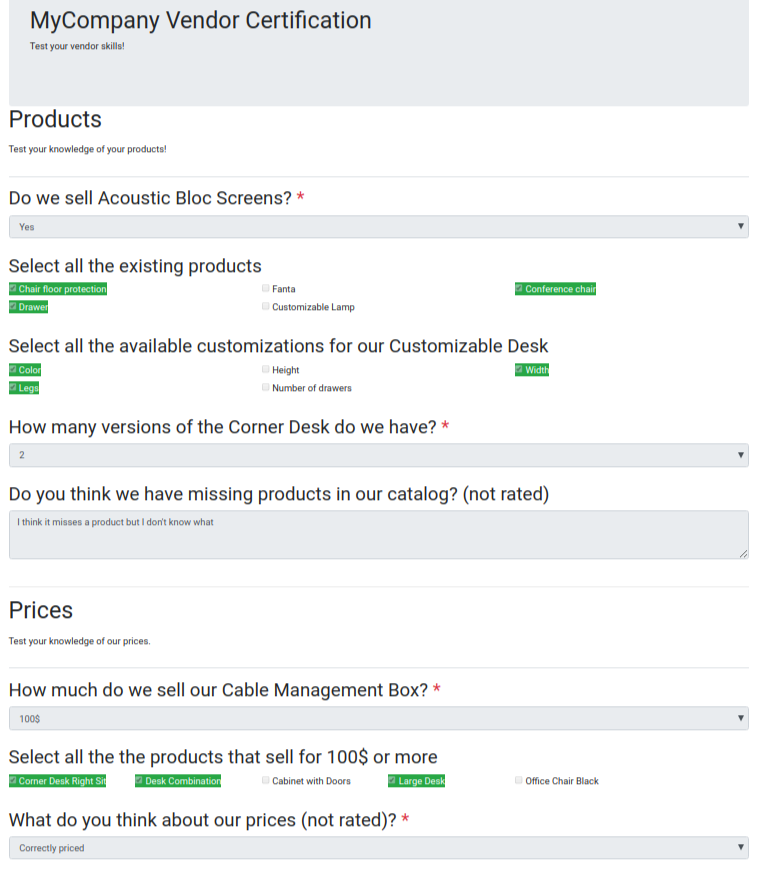 MyCompany Vendor Certification
Test your vendor skills!
Products
Test your knowledge of your products!
Do we sell Acoustic Bloc Screens? *
Yes
Select all the existing products
Chair floor protection Fanta Conference chair
Drawer Customizable Lamp
Select all the available customizations for our Customizable Desk
Color Height Width
Legs Number of drawers
How many versions of the Corner Desk do we have? *
2
Do you think we have missing products in our catalog? (not rated)
I think it misses a product but I don't know what
Prices
Test your knowledge of our prices.
How much do we sell our Cable Management Box? *
100$
Select all the the products that sell for 100$ or more
Corner Desk Right Sit Desk Combination Cabinet with Doors Large Desk Office Chair Black
What do you think about our prices (not rated)? *
Correctly priced